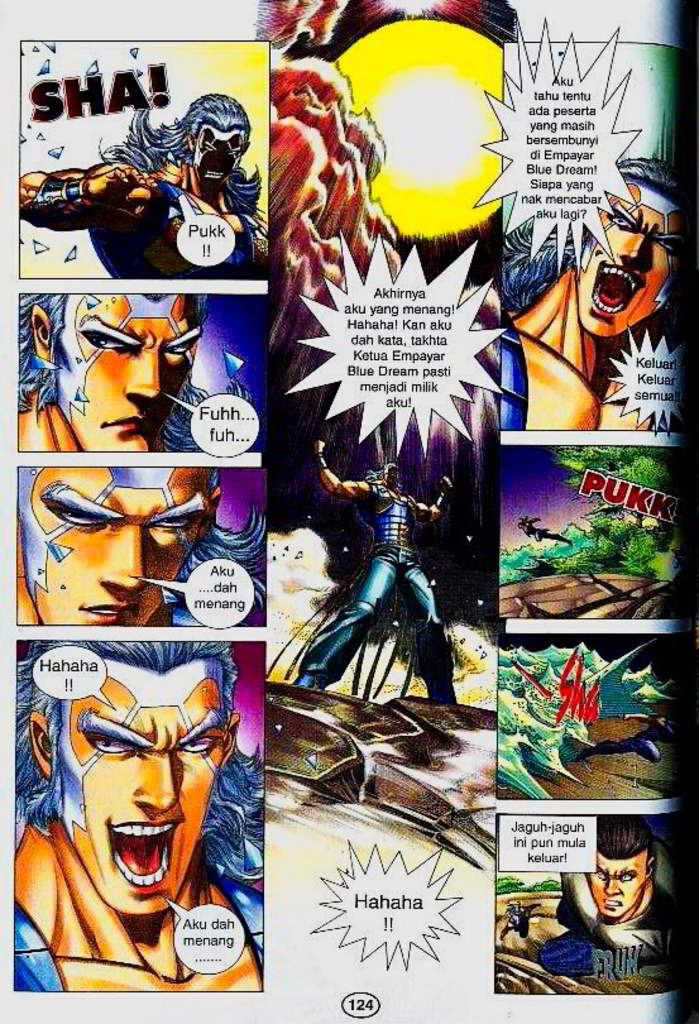 SHA!
Pukk
!!
Fuhh...
fuh...
Aku
....dah
menang
Hahaha
!!
Aku dah
menang
.......
Akhirnya
aku yang menang!
Hahaha! Kan aku
dah kata, takhta
Ketua Empayar
Blue Dream pasti
menjadi milik
aku!
Hahaha
!!
Aku
tahu tentu
ada peserta
yang masih
bersembunyi
di Empayar
Blue Dream!
Siapa yang
nak mencabar
aku lagi?
Keluar!
Keluar
semua!!
PUKK
Sha
Jaguh-jaguh
ini pun mula
keluar!
124